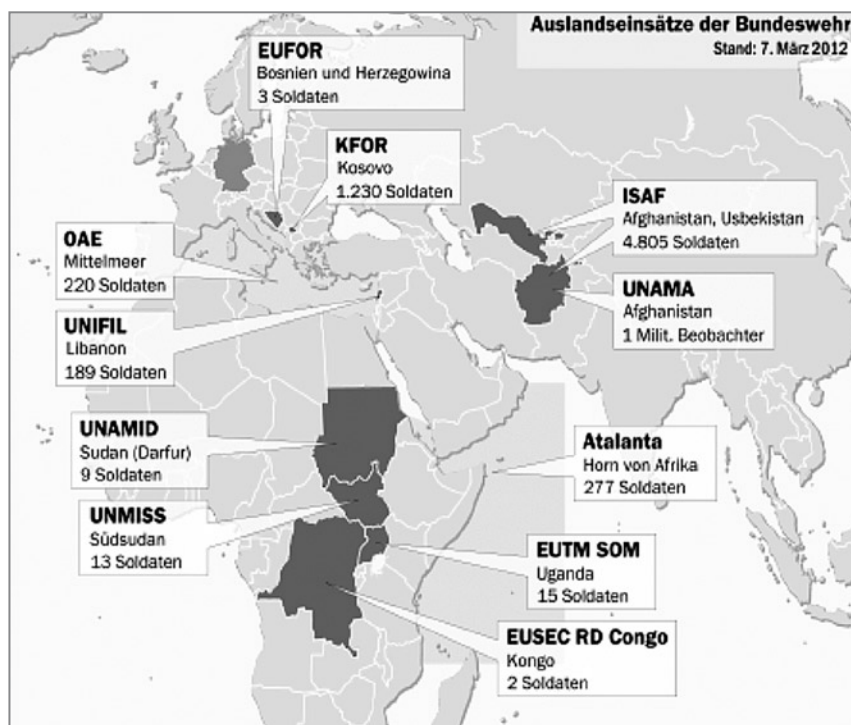 Auslandseinsätze der Bundeswehr
Stand: 7. März 2012
EUFOR
Bosnien und Herzegowina
3 Soldaten
KFOR
Kosovo
1.230 Soldaten
ISAF
Afghanistan, Usbekistan
4.805 Soldaten
OAE
Mittelmeer
220 Soldaten
UNAMA
Afghanistan
1 Milit. Beobachter
UNIFIL
Libanon
189 Soldaten
UNAMID
Sudan (Darfur)
9 Soldaten
Atalanta
Horn von Afrika
277 Soldaten
UNMISS
Südsudan
13 Soldaten
EUTM SOM
Uganda
15 Soldaten
EUSEC RD Congo
Kongo
2 Soldaten